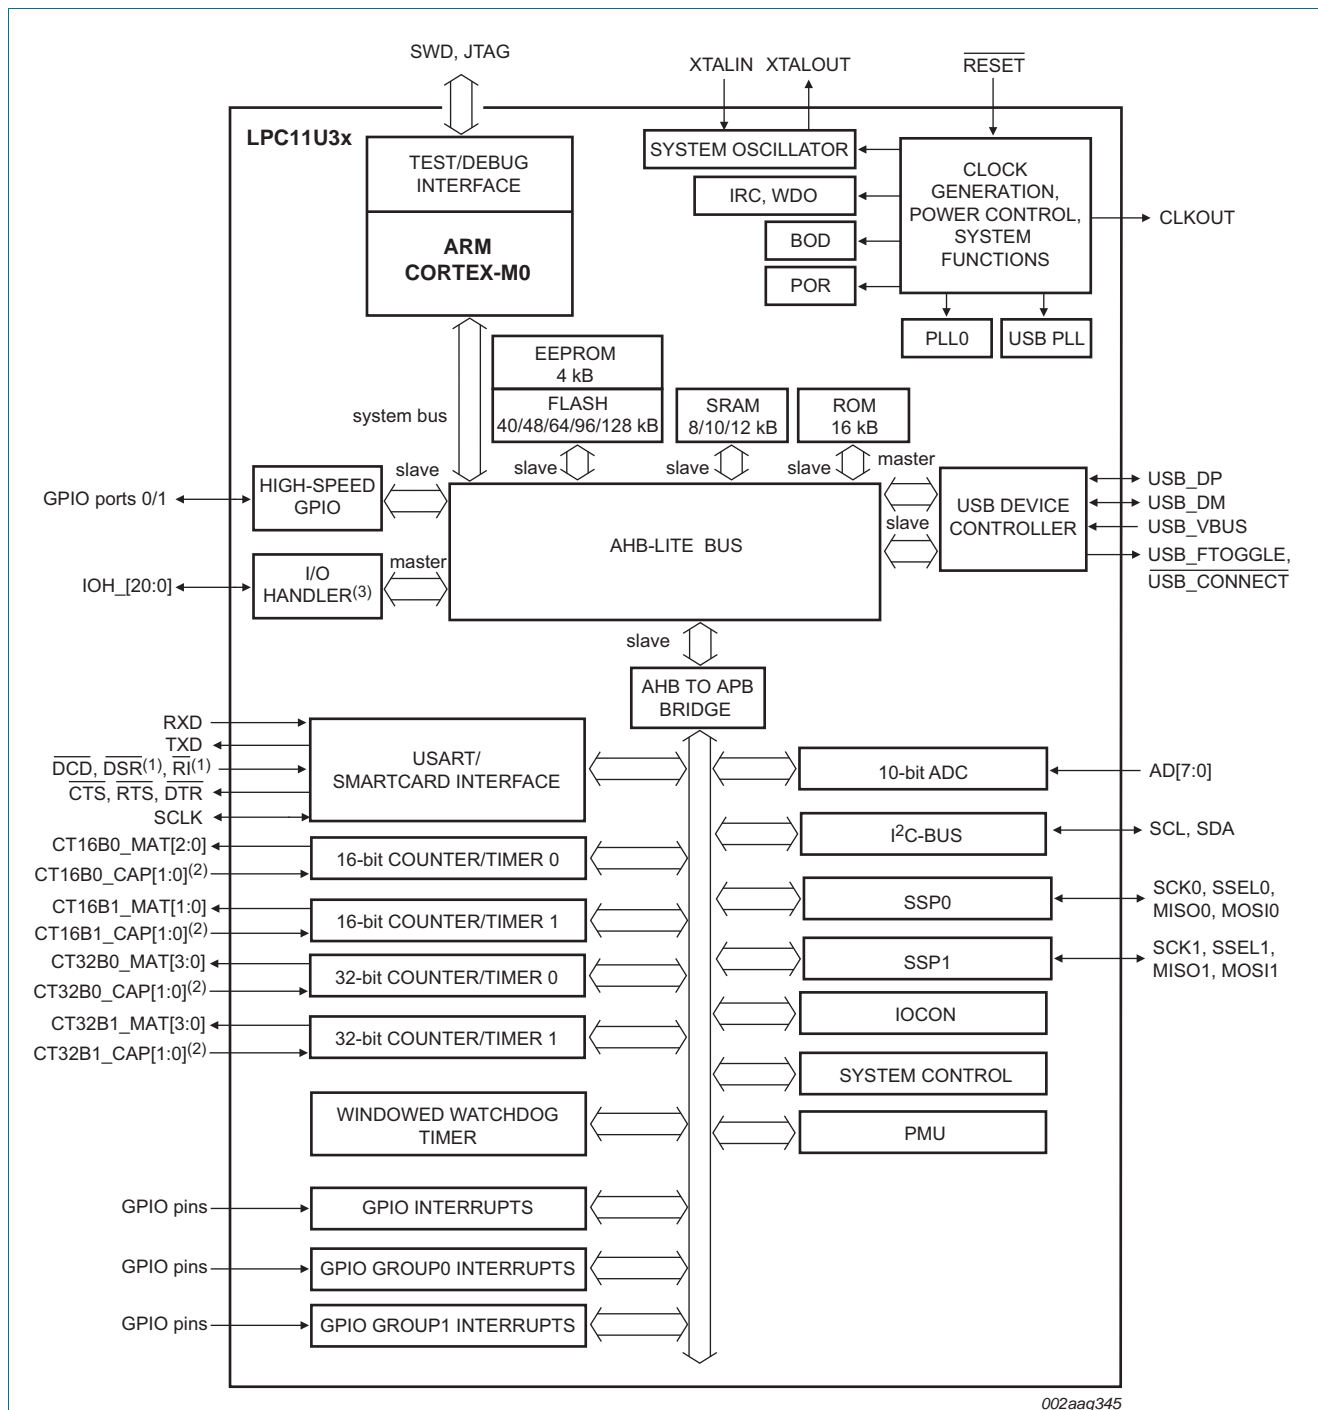 SWD, JTAG
XTALIN XTALOUT
RESET
LPC11U3x
TEST/DEBUG
INTERFACE
ARM
CORTEX-M0
SYSTEM OSCILLATOR
IRC, WDO
BOD
POR
CLOCK
GENERATION,
POWER CONTROL,
SYSTEM
FUNCTIONS
CLKOUT
PLL0
USB PLL
system bus
EEPROM
4 kB
FLASH
40/48/64/96/128 kB
SRAM
8/10/12 kB
ROM
16 kB
slave
slave
slave
slave
master
slave
GPIO ports 0/1
HIGH-SPEED
GPIO
IOH_[20:0]
I/O
HANDLER(3)
master
AHB-LITE BUS
USB DEVICE
CONTROLLER
USB_DP
USB_DM
USB_VBUS
USB_FTOGGLE,
USB_CONNECT
slave
AHB TO APB
BRIDGE
RXD
TXD
DCD, DSR(1), RI(1)
CTS, RTS, DTR
SCLK
USART/
SMARTCARD INTERFACE
CT16B0_MAT[2:0]
CT16B0_CAP[1:0](2)
16-bit COUNTER/TIMER 0
CT16B1_MAT[1:0]
CT16B1_CAP[1:0](2)
16-bit COUNTER/TIMER 1
CT32B0_MAT[3:0]
CT32B0_CAP[1:0](2)
32-bit COUNTER/TIMER 0
CT32B1_MAT[3:0]
CT32B1_CAP[1:0](2)
32-bit COUNTER/TIMER 1
WINDOWED WATCHDOG
TIMER
GPIO pins
GPIO INTERRUPTS
GPIO pins
GPIO GROUP0 INTERRUPTS
GPIO pins
GPIO GROUP1 INTERRUPTS
10-bit ADC
AD[7:0]
I2C-BUS
SCL, SDA
SSP0
SCK0, SSEL0,
MISO0, MOSI0
SSP1
SCK1, SSEL1,
MISO1, MOSI1
IOCON
SYSTEM CONTROL
PMU
002aag345